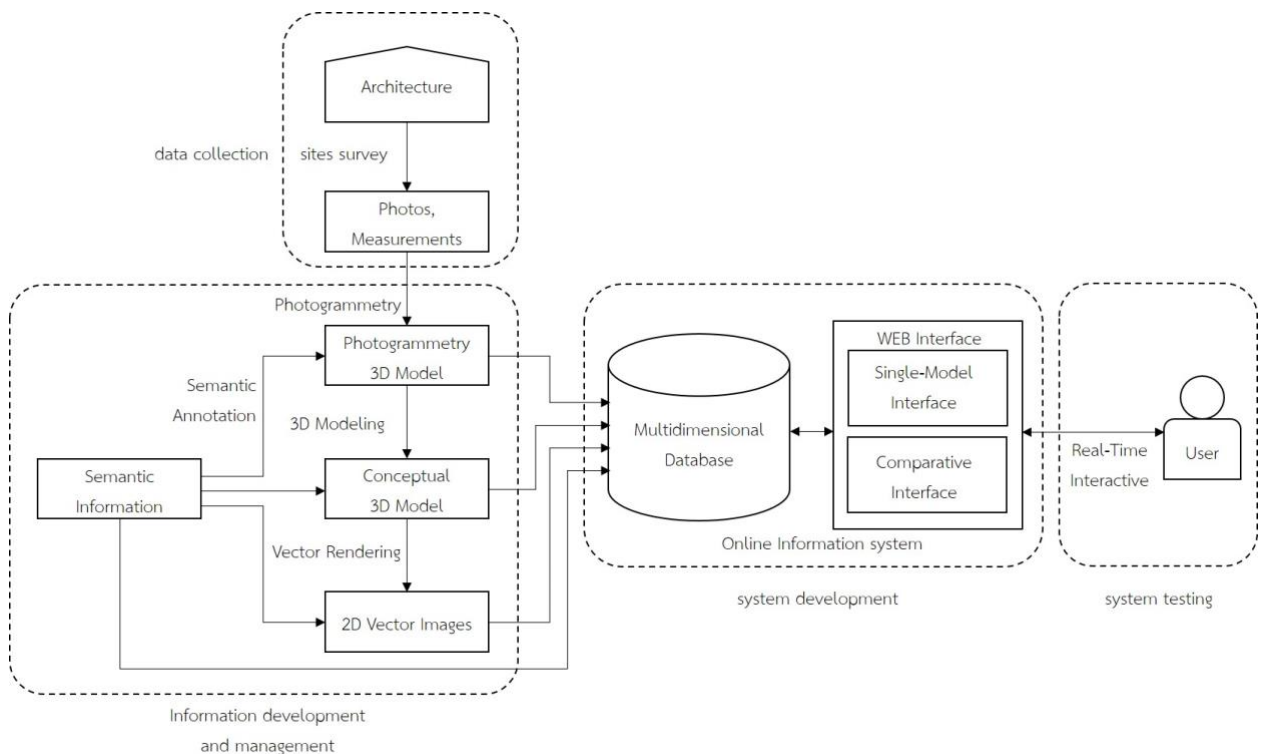 Architecture
data collection
sites survey
Photos,
Measurements
Photogrammetry
Photogrammetry
3D Model
Semantic
Annotation
3D Modeling
Semantic
Information
Conceptual
3D Model
Vector Rendering
2D Vector Images
Information development
and management
Multidimensional
Database
WEB Interface
Single-Model
Interface
Comparative
Interface
Online Information system
system development
Real-Time
Interactive
User
system testing